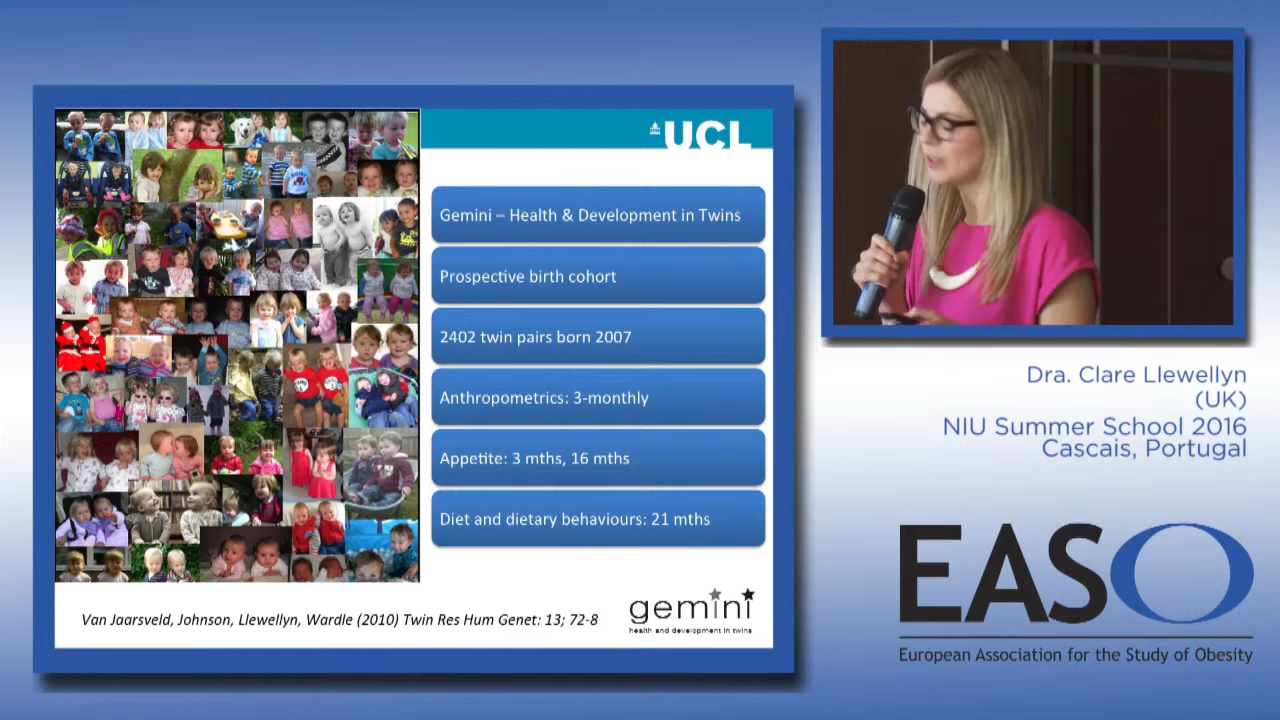 UCL
Gemini – Health & Development in Twins
Prospective birth cohort
2402 twin pairs born 2007
Anthropometrics: 3-monthly
Appetite: 3 mths, 16 mths
Diet and dietary behaviours: 21 mths
Van Jaarsveld, Johnson, Llewellyn, Wardle (2010) Twin Res Hum Genet: 13; 72-8
gemini
health and development in twins
Dra. Clare Llewellyn
(UK)
NIU Summer School 2016
Cascais, Portugal
EASO
European Association for the Study of Obesity